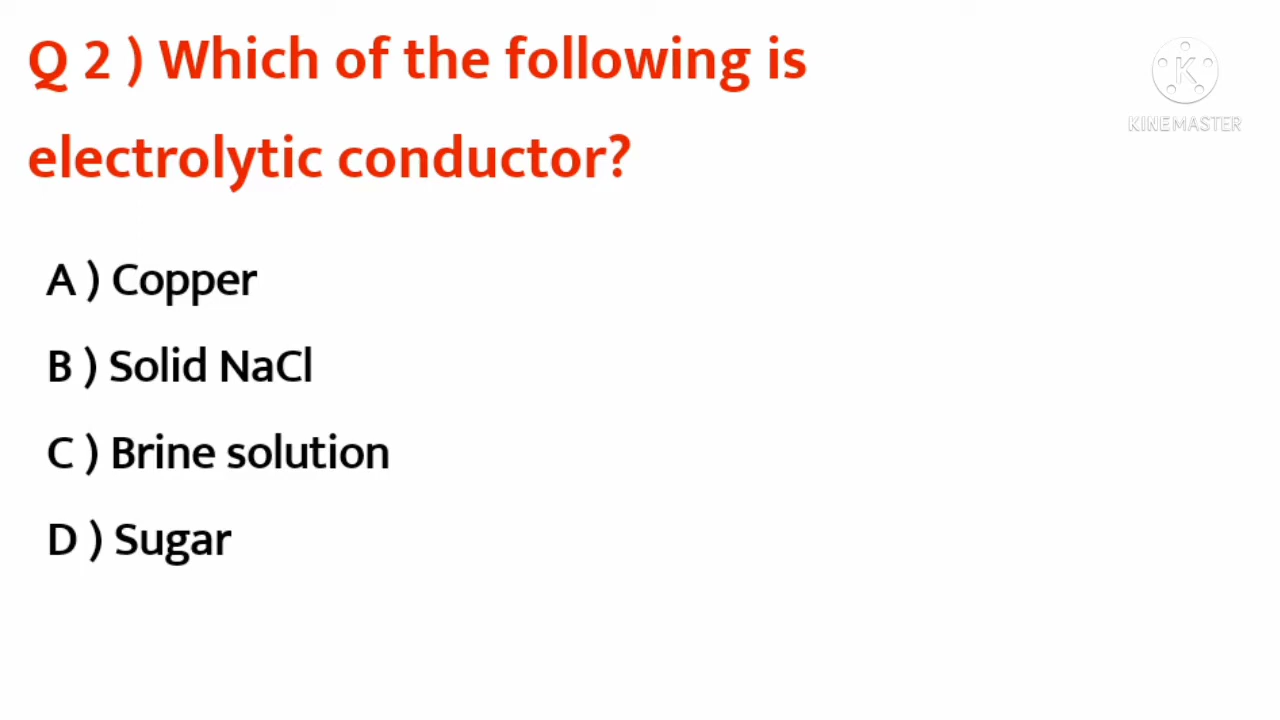 Q 2 ) Which of the following is
electrolytic conductor?
A ) Copper
B ) Solid NaCl
C ) Brine solution
D ) Sugar
K
KINEMASTER